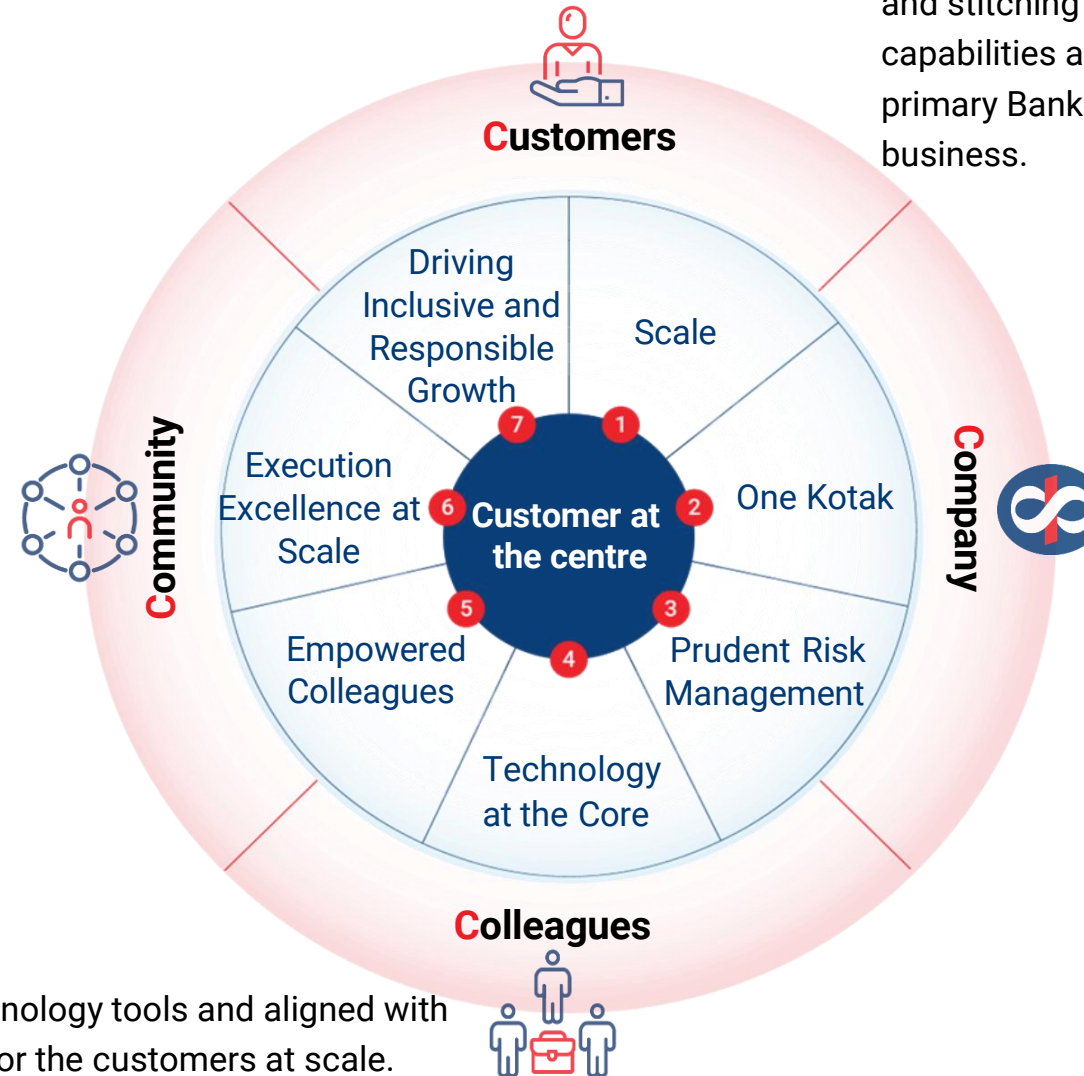 and stitching
capabilities a
primary Bank
business.
Customers
Driving
Inclusive and
Responsible
Growth
Scale
7
1
Community
Execution
Excellence at
Scale
6
Customer at
the centre
2
One Kotak
Company
5
3
4
Empowered
Colleagues
Prudent Risk
Management
Technology
at the Core
Colleagues
nology tools and aligned with
or the customers at scale.